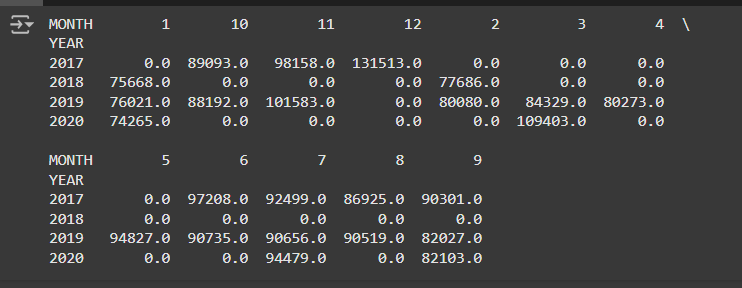 MONTH 1 10 11 12 2 3 4 \
YEAR
2017 0.0 89093.0 98158.0 131513.0 0.0 0.0 0.0
2018 75668.0 0.0 0.0 0.0 77686.0 0.0 0.0
2019 76021.0 88192.0 101583.0 0.0 80080.0 84329.0 80273.0
2020 74265.0 0.0 0.0 0.0 0.0 109403.0 0.0
MONTH 5 6 7 8 9
YEAR
2017 0.0 97208.0 92499.0 86925.0 90301.0
2018 0.0 0.0 0.0 0.0 0.0
2019 94827.0 90735.0 90656.0 90519.0 82027.0
2020 0.0 0.0 94479.0 0.0 82103.0